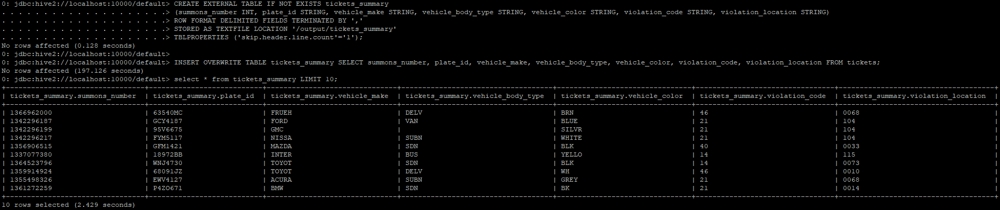 0: jdbc:hive2://localhost:10000/default> CREATE EXTERNAL TABLE IF NOT EXISTS tickets_summary
. . . . . . . . . . . . . . . . . . . .> (summons_number INT, plate_id STRING, vehicle_make STRING, vehicle_body_type STRING, vehicle_color STRING, violation_code STRING, violation_location STRING)
. . . . . . . . . . . . . . . . . . . .> ROW FORMAT DELIMITED FIELDS TERMINATED BY ','
. . . . . . . . . . . . . . . . . . . .> STORED AS TEXTFILE LOCATION '/output/tickets_summary'
. . . . . . . . . . . . . . . . . . . .> TBLPROPERTIES ('skip.header.line.count'='1');
No rows affected (0.128 seconds)
0: jdbc:hive2://localhost:10000/default>
0: jdbc:hive2://localhost:10000/default> INSERT OVERWRITE TABLE tickets_summary SELECT summons_number, plate_id, vehicle_make, vehicle_body_type, vehicle_color, violation_code, violation_location FROM tickets;
No rows affected (197.126 seconds)
0: jdbc:hive2://localhost:10000/default> select * from tickets_summary LIMIT 10;
| tickets_summary.summons_number | tickets_summary.plate_id | tickets_summary.vehicle_make | tickets_summary.vehicle_body_type | tickets_summary.vehicle_color | tickets_summary.violation_code | tickets_summary.violation_location |
| 1366962000 | 63540MC | FRUEH | DELV | BRN | 46 | 0068 |
| 1342296187 | GCY4187 | FORD | VAN | BLUE | 21 | 104 |
| 1342296199 | 95V6675 | GMC | | SILVR | 21 | 104 |
| 1342296217 | FYM5117 | NISSA | SUBN | WHITE | 21 | 104 |
| 1356906515 | GFM1421 | MAZDA | SDN | BLK | 40 | 0033 |
| 1337077380 | 18972BB | INTER | BUS | YELLO | 14 | 115 |
| 1364523796 | WNJ4730 | TOYOT | SDN | BLK | 14 | 0073 |
| 1359914924 | 68091JZ | TOYOT | DELV | WH | 46 | 0010 |
| 1355498326 | EWV4127 | ACURA | SUBN | GREY | 21 | 0068 |
| 1361272259 | P4ZO671 | BMW | SDN | BK | 21 | 0014 |
10 rows selected (2.429 seconds)